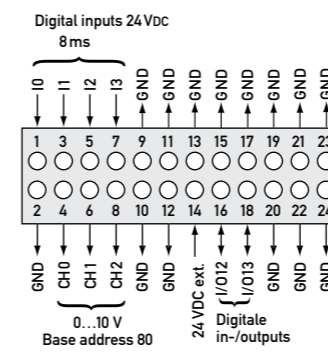 Digital inputs 24 VDC
8 ms
I0 I1 I2 I3 GND GND GND GND GND GND GND GND
1 3 5 7 9 11 13 15 17 19 21 23
2 4 6 8 10 12 14 16 18 20 22 24
GND CH0 CH1 CH2 GND GND 24 VDC ext. I/O12 I/O13 GND GND GND
0...10 V
Base address 80
Digitale
in-/outputs